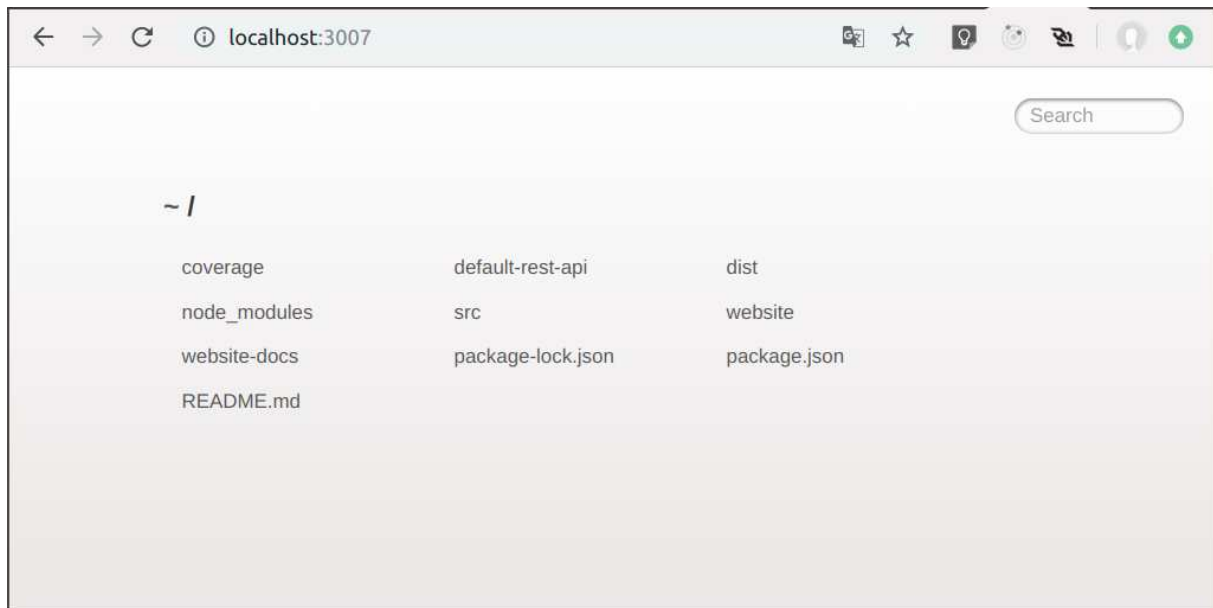 localhost:3007
Search
~ /
coverage default-rest-api dist
node_modules src website
website-docs package-lock.json package.json
README.md